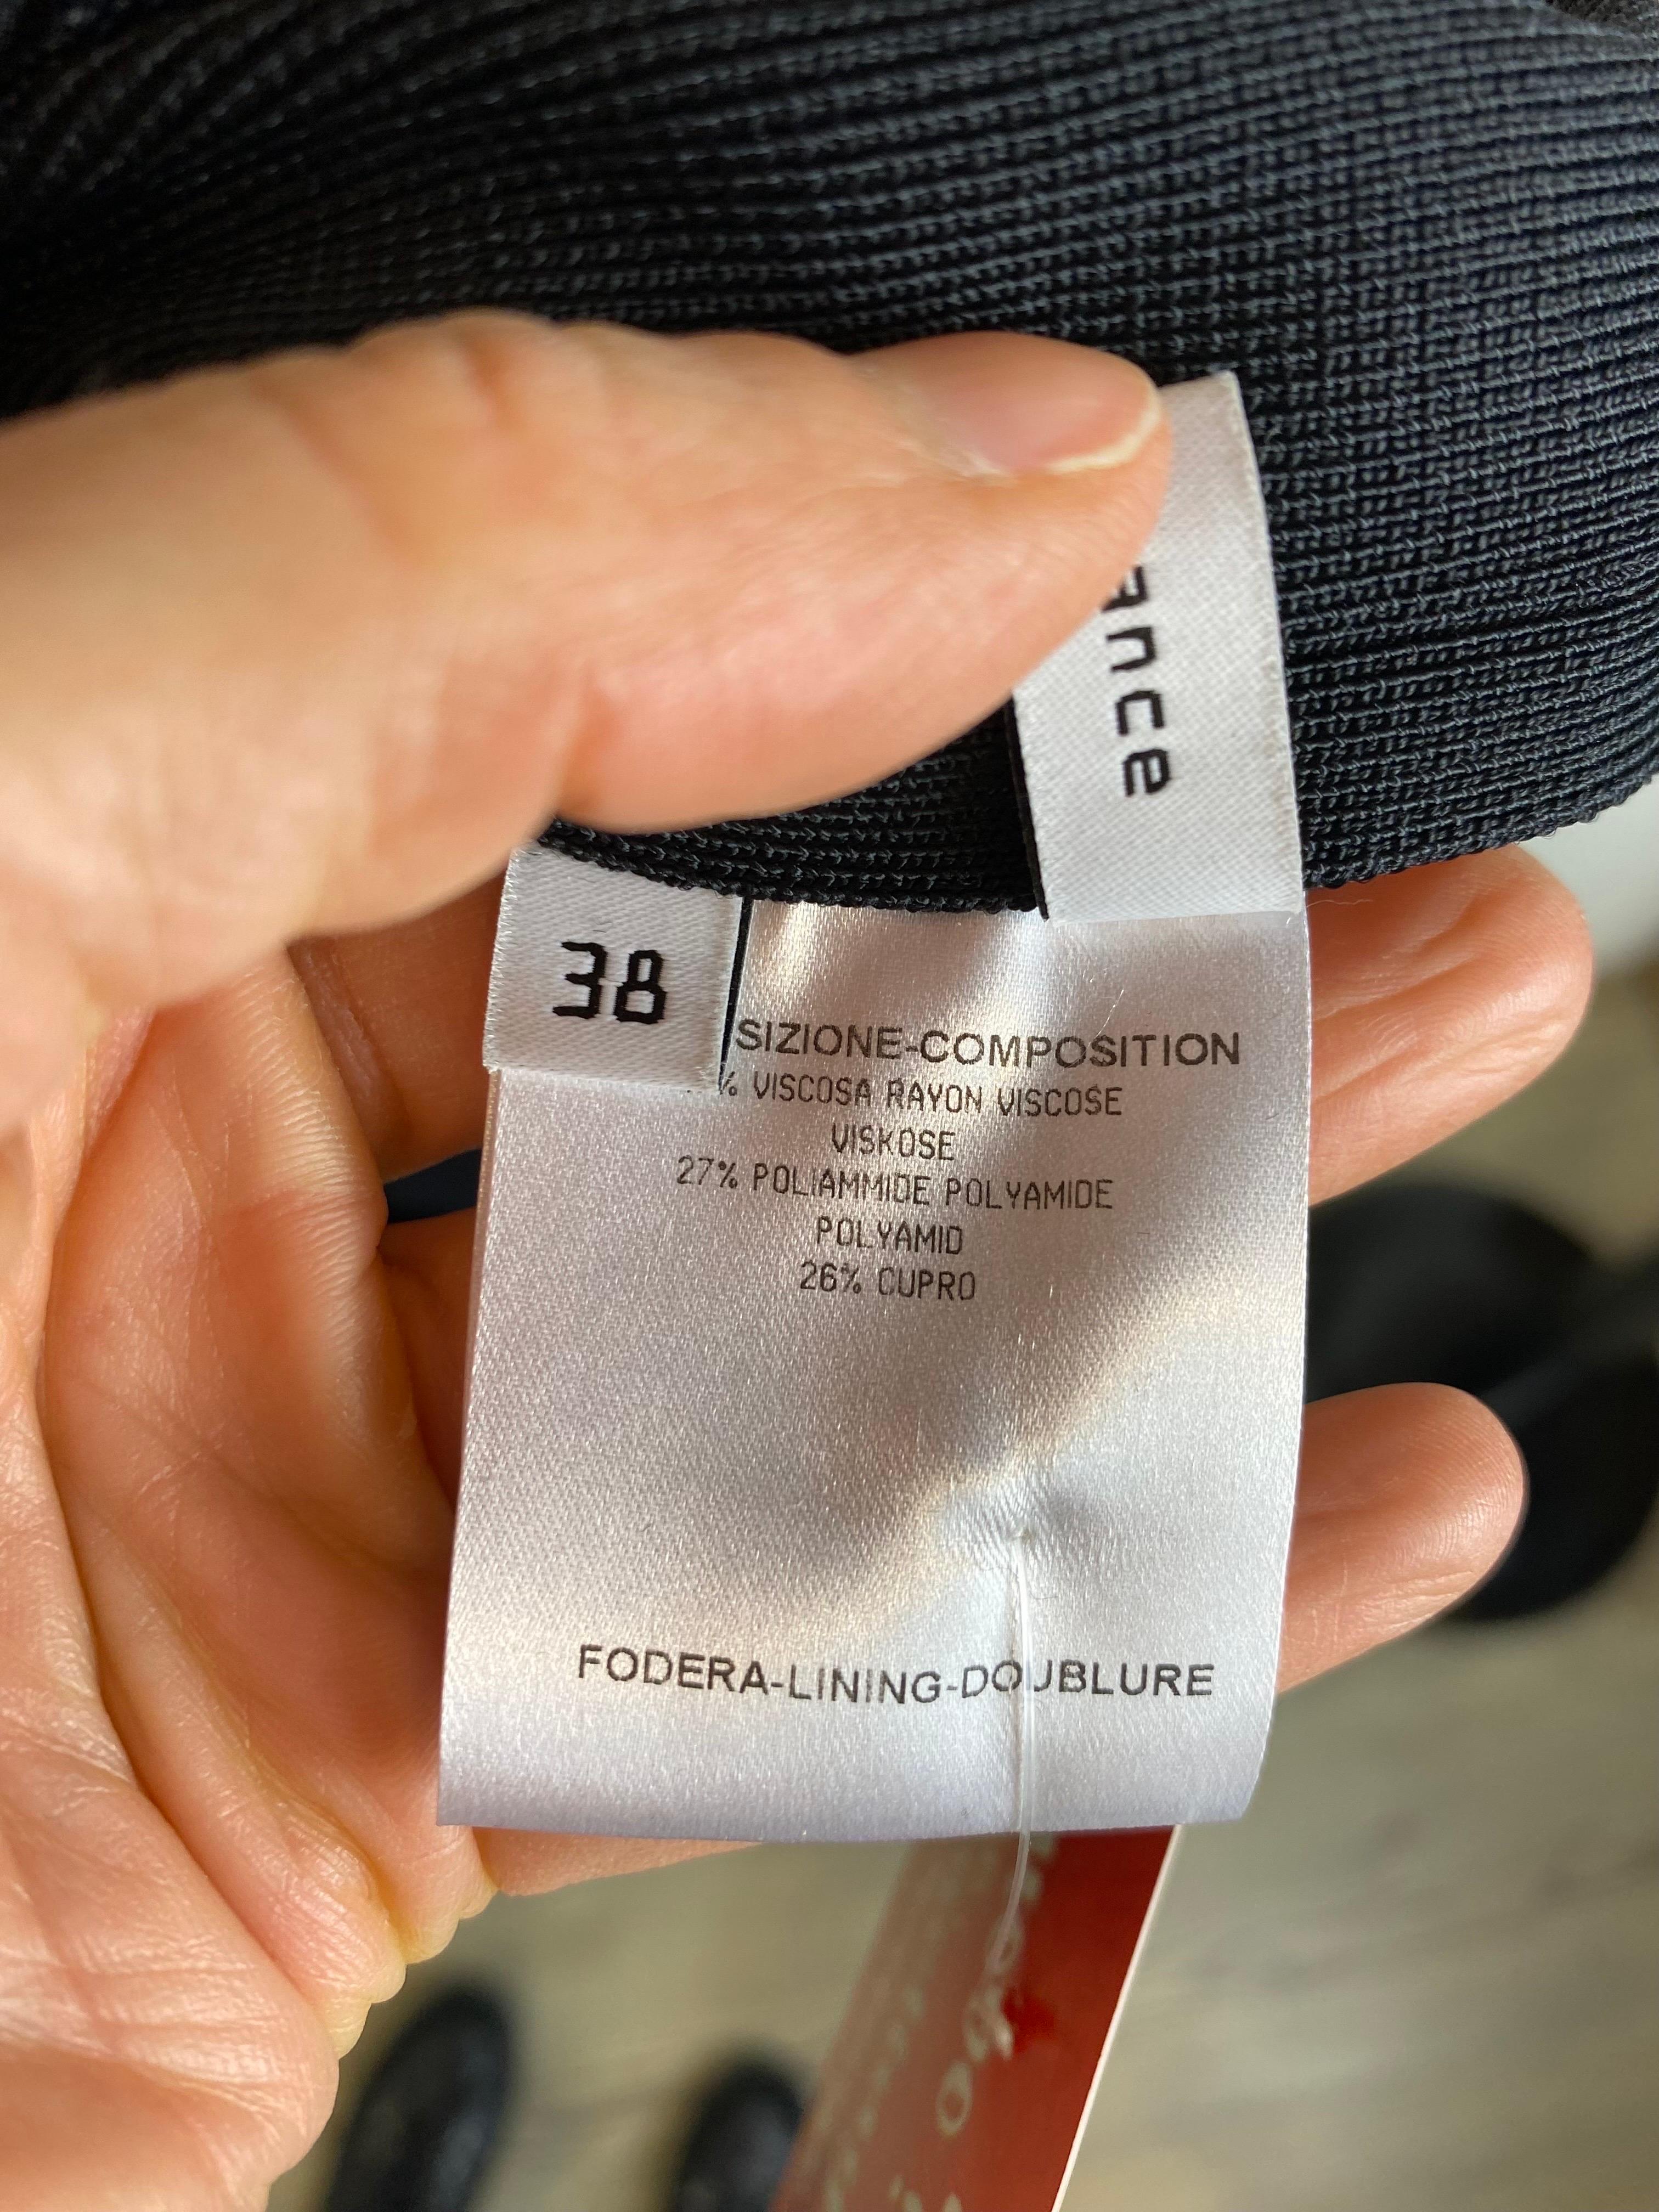 ance
38
SIZIONE-COMPOSITION
% VISCOSA RAYON VISCOSE
VISKOSE
27% POLIAMMIDE POLYAMIDE
POLYAMID
26% CUPRO
FODERA-LINING-DOUBLURE